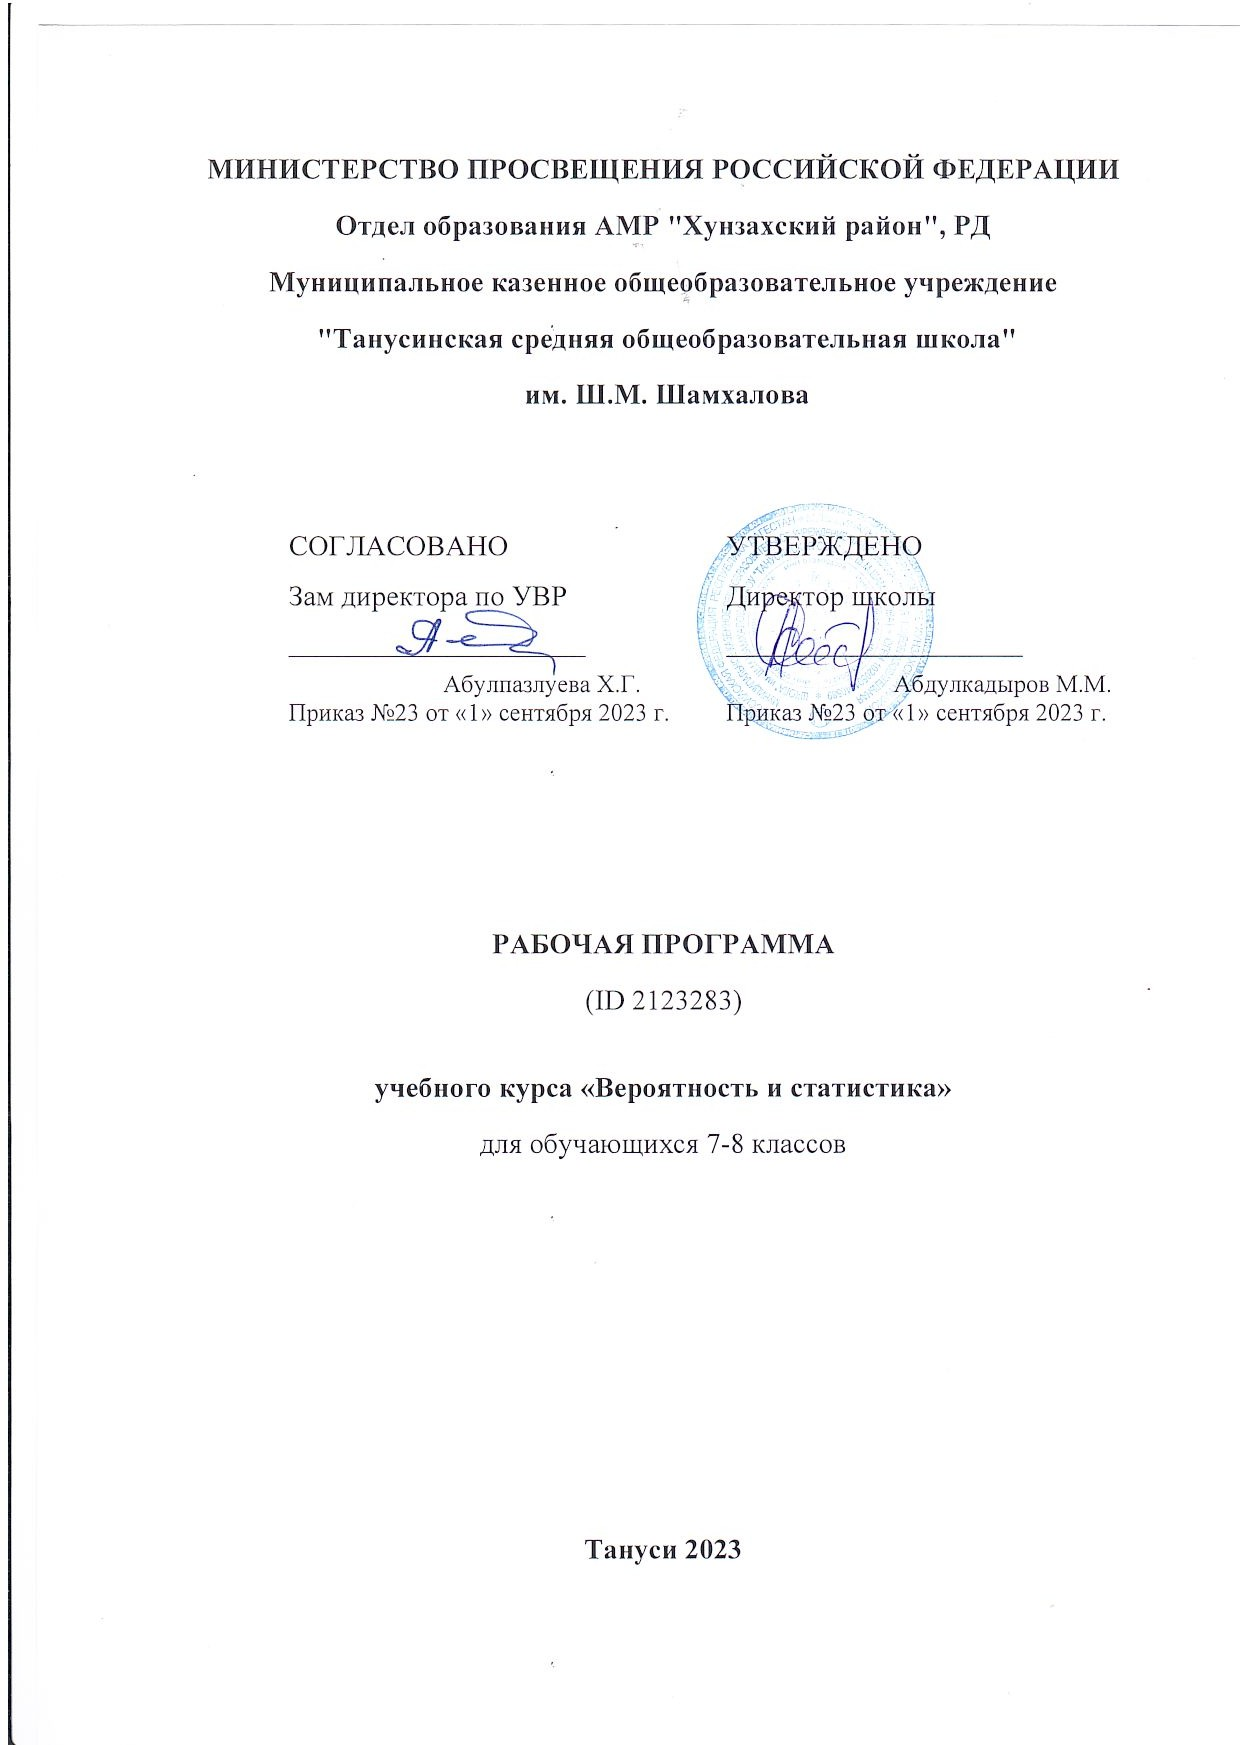 МИНИСТЕРСТВО ПРОСВЕЩЕНИЯ РОССИЙСКОЙ ФЕДЕРАЦИИ
Отдел образования АМР "Хунзахский район", РД
Муниципальное казенное общеобразовательное учреждение
"Танусинская средняя общеобразовательная школа"
им. Ш.М. Шамхалова
СОГЛАСОВАНО
Зам директора по УВР
Абулпазлуева Х.Г.
Приказ №23 от «1» сентября 2023 г.
УТВЕРЖДЕНО
Директор школы
Абдулкадыров М.М.
Приказ №23 от «1» сентября 2023 г.
РАБОЧАЯ ПРОГРАММА
(ID 2123283)
учебного курса «Вероятность и статистика»
для обучающихся 7-8 классов
Тануси 2023